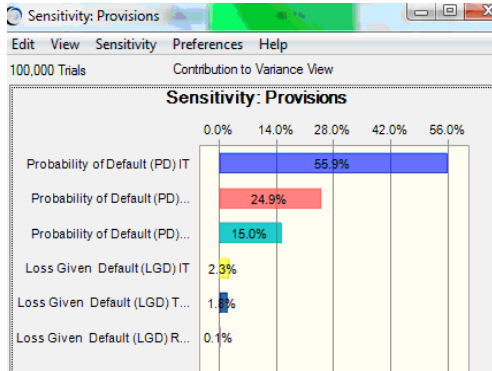 Sensitivity: Provisions
Edit View Sensitivity Preferences Help
100,000 Trials Contribution to Variance View
Sensitivity: Provisions
0.0% 14.0% 28.0% 42.0% 56.0%
Probability of Default (PD) IT 55.9%
Probability of Default (PD)... 24.9%
Probability of Default (PD)... 15.0%
Loss Given Default (LGD) IT 2.3%
Loss Given Default (LGD) T... 1.8%
Loss Given Default (LGD) R... 0.1%